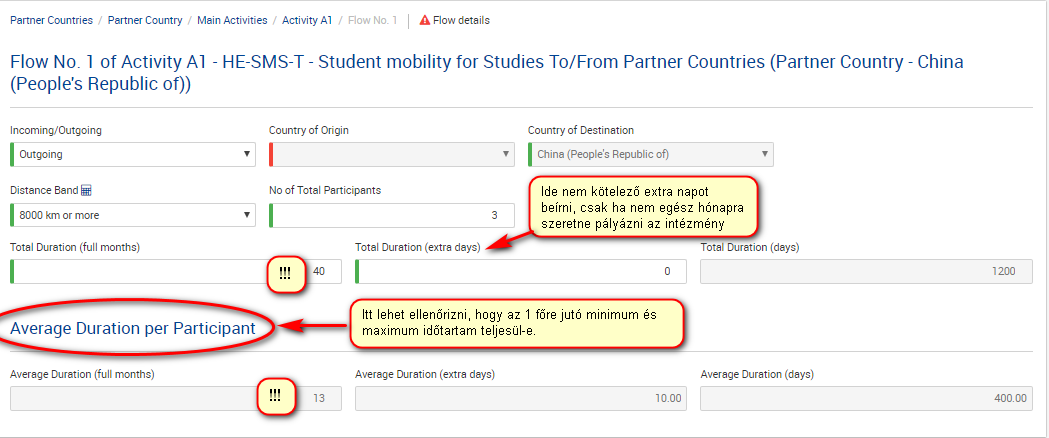 Partner Countries / Partner Country / Main Activities / Activity A1 / Flow No. 1 Flow details
Flow No. 1 of Activity A1 - HE-SMS-T - Student mobility for Studies To/From Partner Countries (Partner Country - China
(People's Republic of))
Incoming/Outgoing Country of Origin Country of Destination
Outgoing China (People's Republic of)
Distance Band No of Total Participants
8000 km or more 3
Ide nem kötelező extra napot
beírni, csak ha nem egész hónapra
szeretne pályázni az intézmény
Total Duration (full months) Total Duration (extra days) Total Duration (days)
!!! 40 0 1200
Itt lehet ellenőrizni, hogy az 1 főre jutó minimum és
maximum időtartam teljesül-e.
Average Duration per Participant
Average Duration (full months) Average Duration (extra days) Average Duration (days)
!!! 13 10.00 400.00